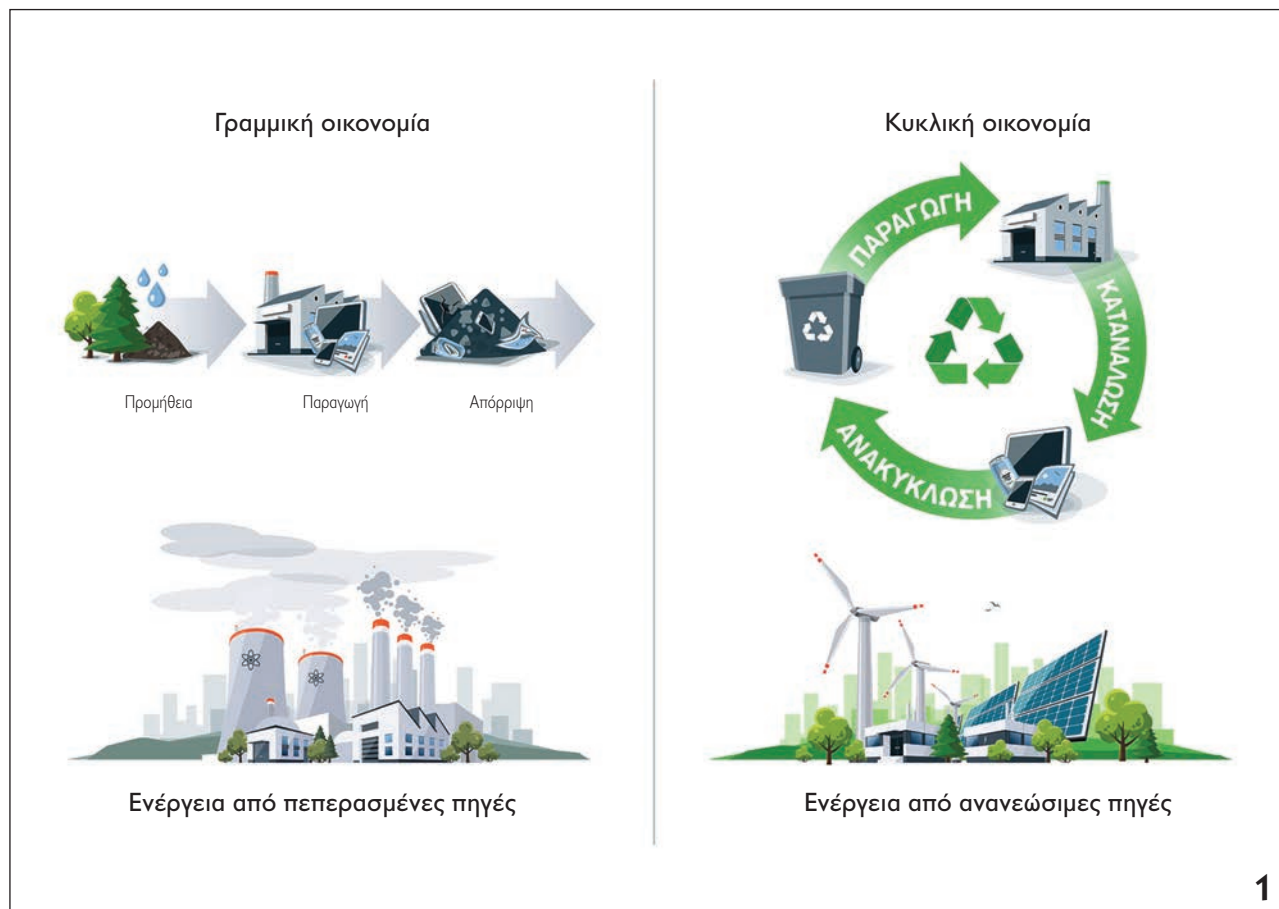 Γραμμική οικονομία
Προμήθεια
Παραγωγή
Απόρριψη
Ενέργεια από πεπερασμένες πηγές
Κυκλική οικονομία
ΠΑΡΑΓΩΓΗ
ΚΑΤΑΝΑΛΩΣΗ
ΑΝΑΚΥΚΛΩΣΗ
Ενέργεια από ανανεώσιμες πηγές
1